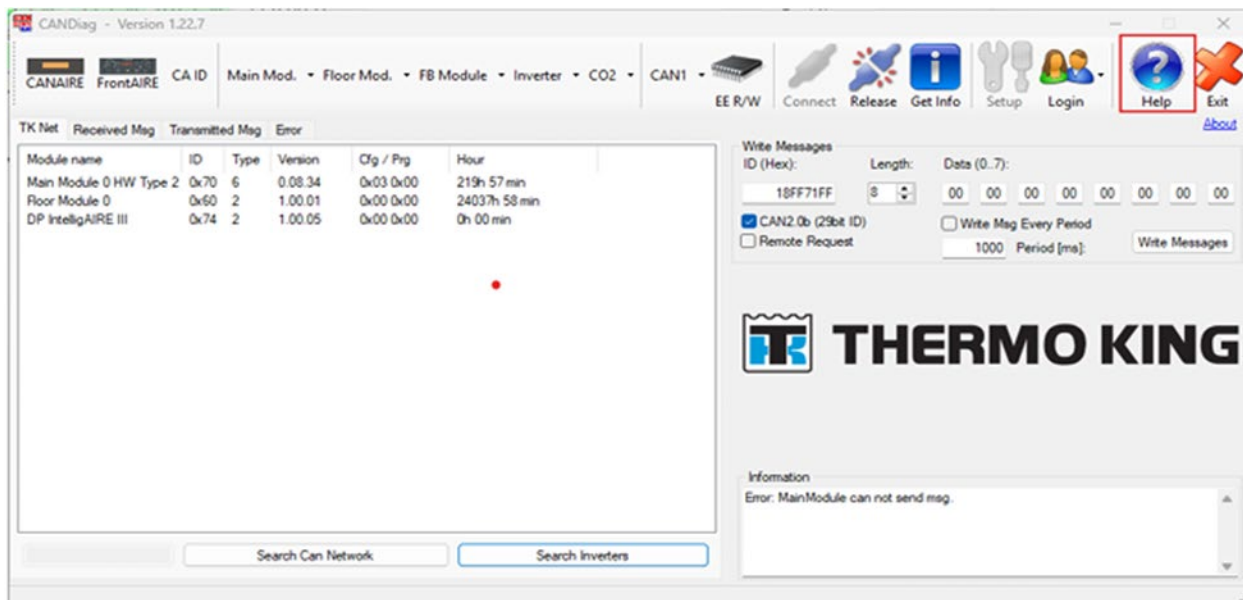 CANDiag - Version 1.22.7
CANAIRE FrontAIRE CA ID Main Mod. Floor Mod. FB Module Inverter CO2 CAN1 EE R/W Connect Release Get Info Setup Login Help Exit
About
TK Net Received Msg Transmitted Msg Error
Module name ID Type Version Cfg / Prg Hour
Main Module 0 HW Type 2 0x70 6 0.08.34 0x03 0x00 219h 57 min
Floor Module 0 0x60 2 1.00.01 0x00 0x00 24037h 58 min
DP IntelligAIRE III 0x74 2 1.00.05 0x00 0x00 0h 00 min
Search Can Network Search Inverters
Write Messages
ID (Hex): Length: Data (0..7):
18FF71FF 8 00 00 00 00 00 00 00 00
CAN2.0b (29bit ID) Write Msg Every Period
Remote Request 1000 Period [ms]: Write Messages
THERMO KING
Information
Error: MainModule can not send msg.